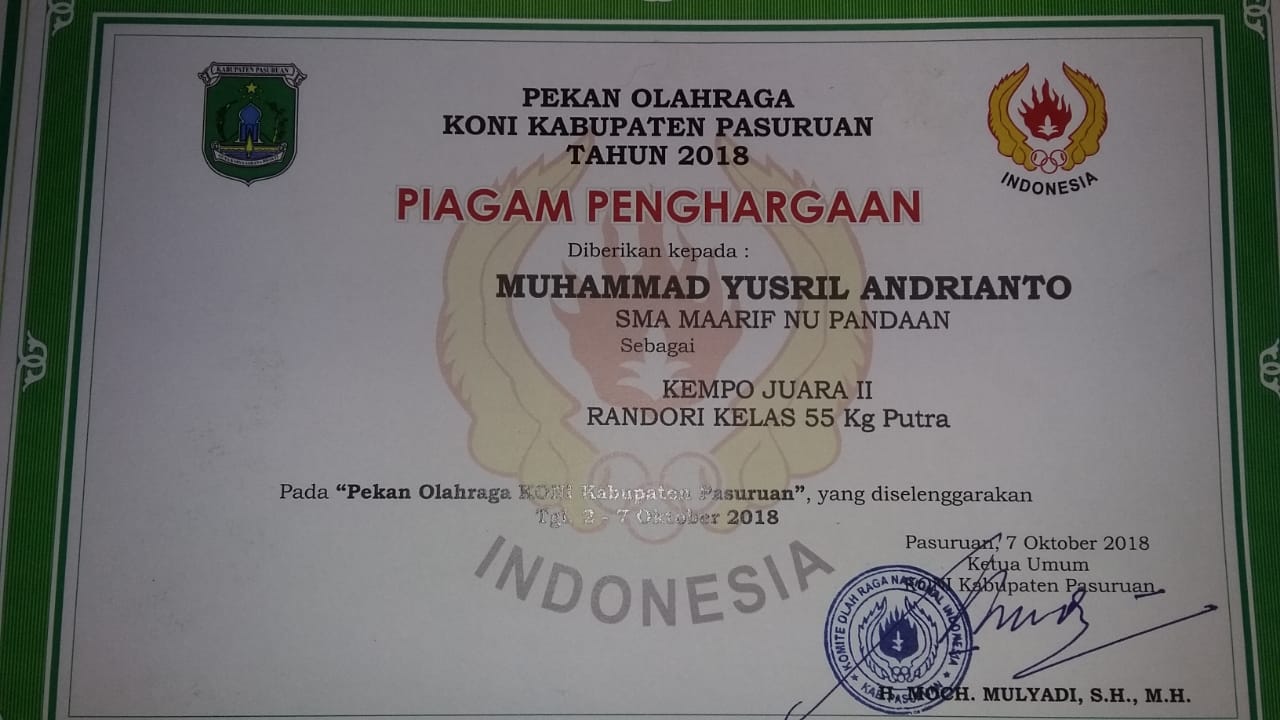 KABUPATEN PASURUAN
PEKAN OLAHRAGA
KONI KABUPATEN PASURUAN
TAHUN 2018
INDONESIA
PIAGAM PENGHARGAAN
Diberikan kepada :
MUHAMMAD YUSRIL ANDRIANTO
SMA MAARIF NU PANDAAN
Sebagai
KEMPO JUARA II
RANDORI KELAS 55 Kg Putra
Pada “Pekan Olahraga KONI Kabupaten Pasuruan”, yang diselenggarakan
Tgl. 2 - 7 Oktober 2018
INDONESIA
Pasuruan, 7 Oktober 2018
Ketua Umum
KONI Kabupaten Pasuruan
KOMITE OLAH RAGA NASIONAL INDONESIA
KAB PASURUAN
H. MOCH. MULYADI, S.H., M.H.